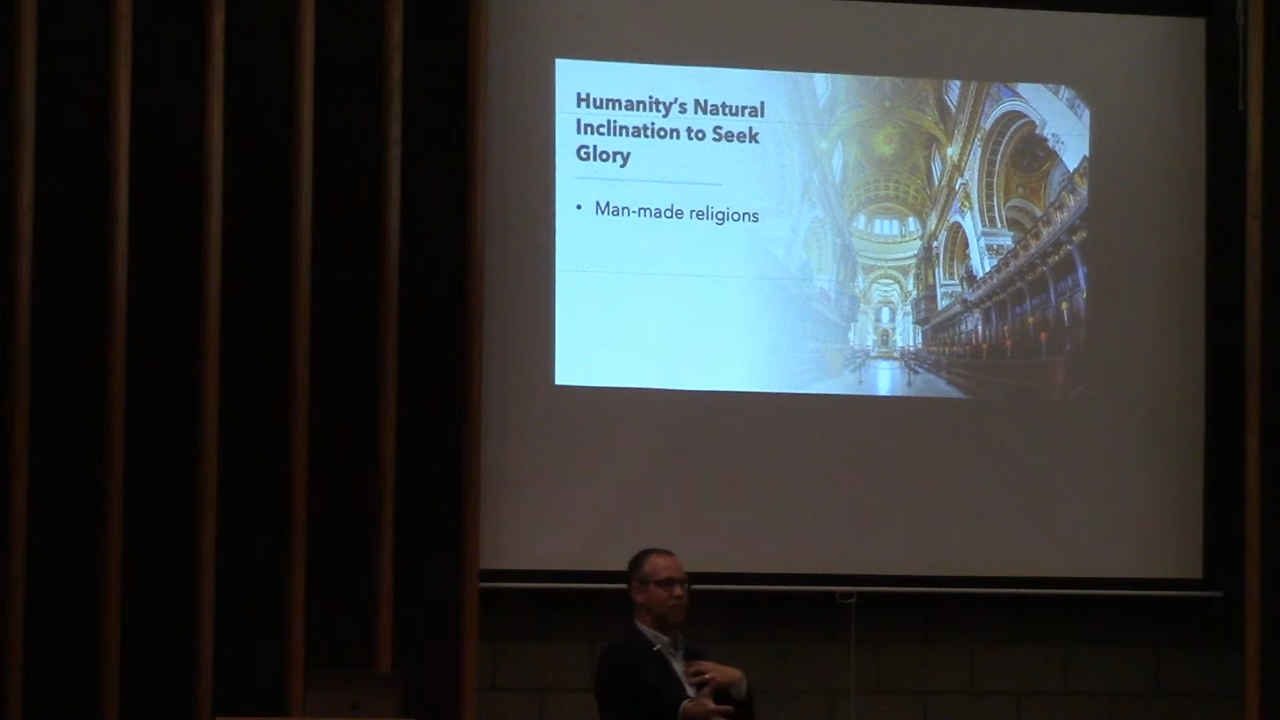 Humanity's Natural
Inclination to Seek
Glory
• Man-made religions